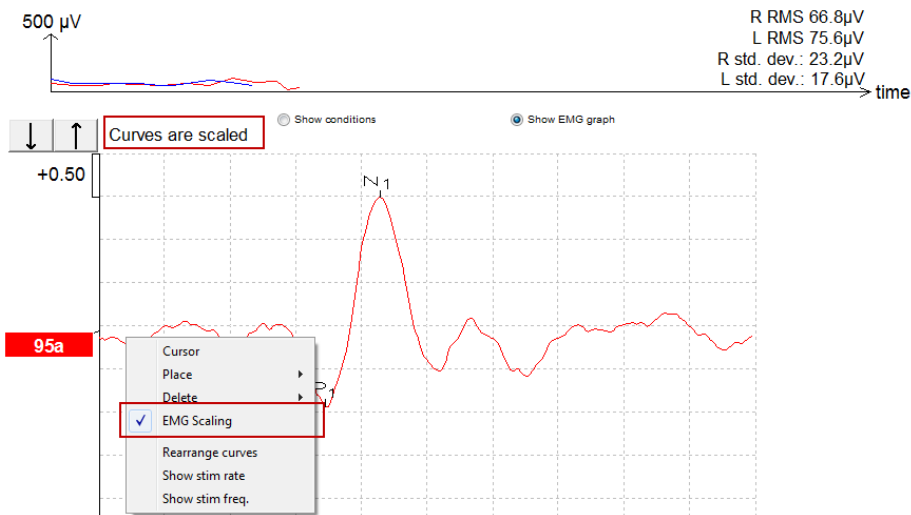 500 µV
R RMS 66.8µV
L RMS 75.6µV
R std. dev.: 23.2µV
L std. dev.: 17.6µV
time
Show conditions
Show EMG graph
Curves are scaled
+0.50
N1
95a
Cursor
Place
P1
Delete
EMG Scaling
Rearrange curves
Show stim rate
Show stim freq.